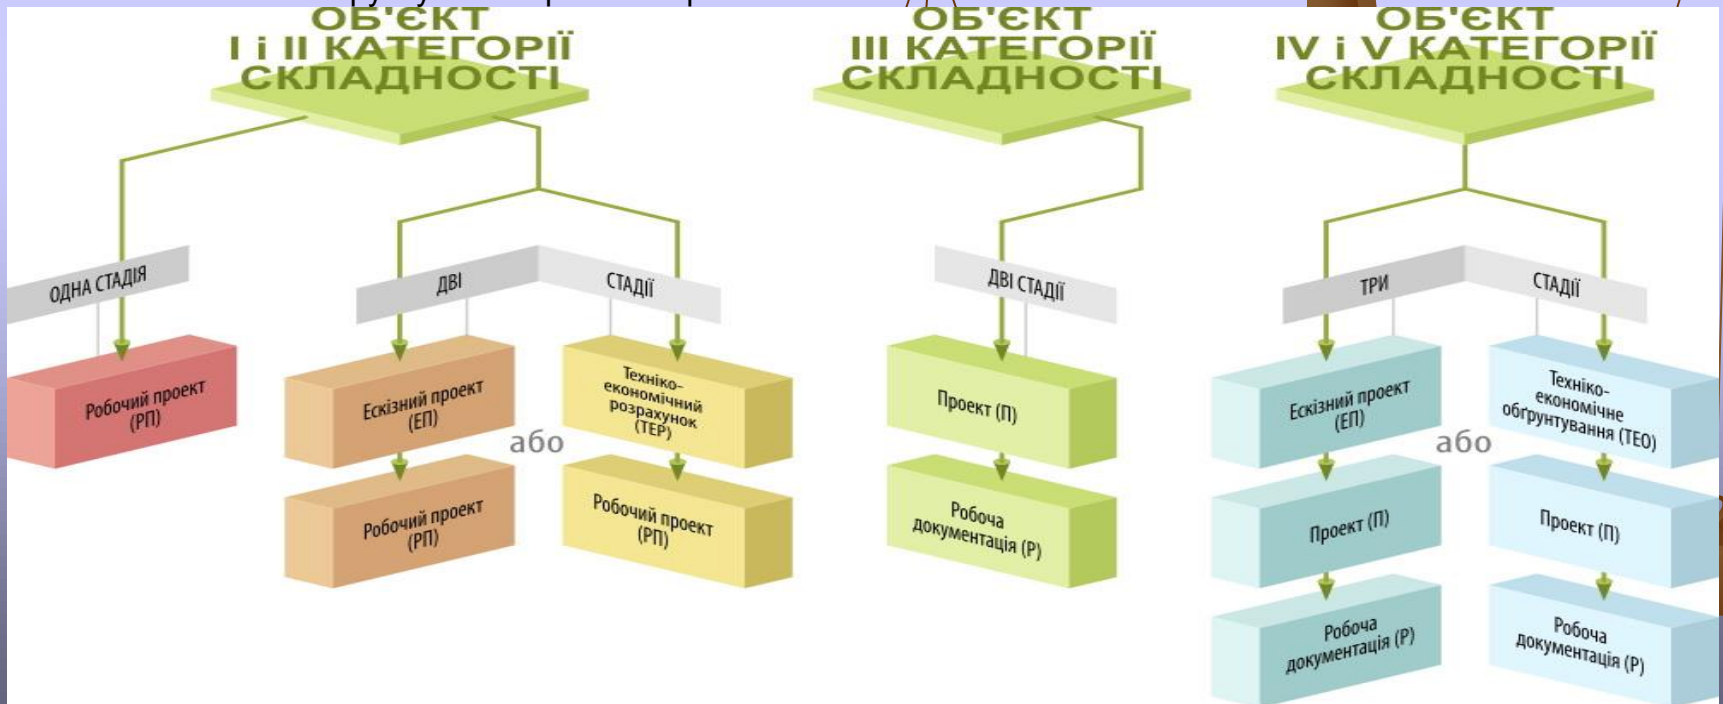 ОБ'ЄКТ
І і ІІ КАТЕГОРІЇ
СКЛАДНОСТІ
ОБ'ЄКТ
ІІІ КАТЕГОРІЇ
СКЛАДНОСТІ
ОБ'ЄКТ
IV і V КАТЕГОРІЇ
СКЛАДНОСТІ
ОДНА СТАДІЯ
ДВІ
СТАДІЇ
ДВІ СТАДІЇ
ТРИ
СТАДІЇ
Робочий проект
(РП)
Ескізний проект
(ЕП)
або
Техніко-
економічний
розрахунок
(ТЕР)
Робочий проект
(РП)
Робочий проект
(РП)
Проект (П)
Робоча
документація (Р)
Ескізний проект
(ЕП)
або
Техніко-
економічне
обґрунтування (ТЕО)
Проект (П)
Проект (П)
Робоча
документація (Р)
Робоча
документація (Р)